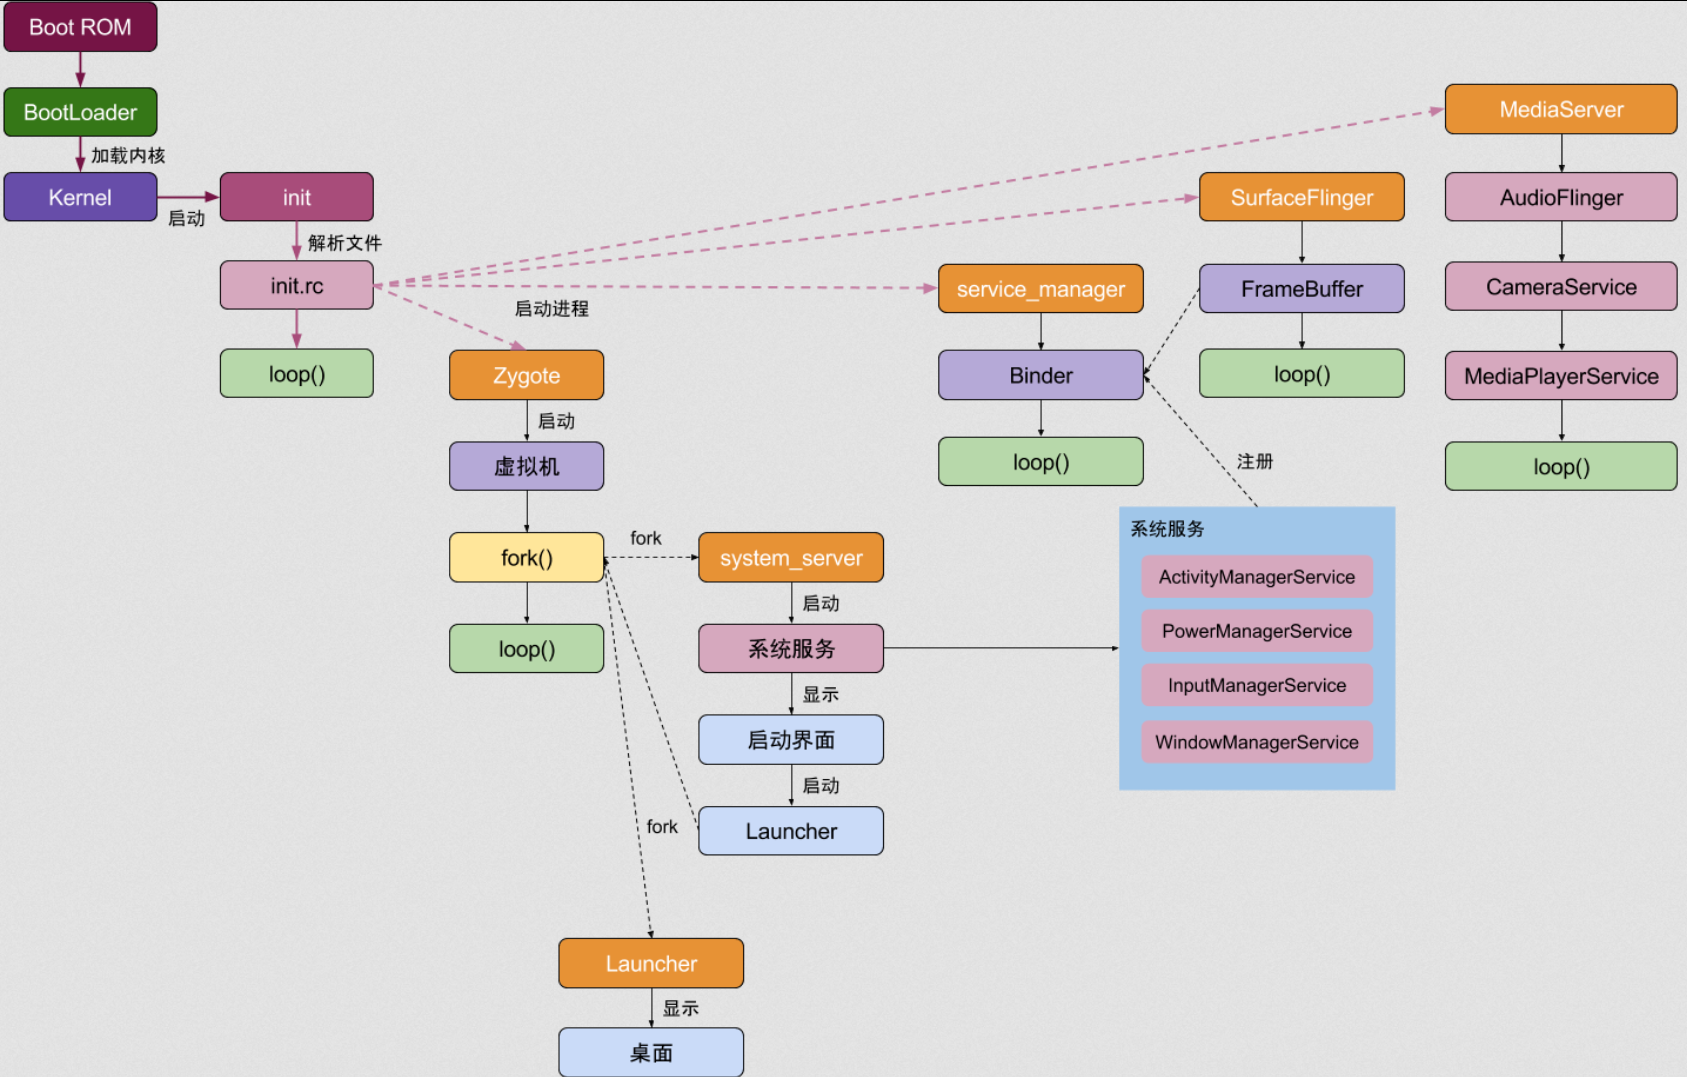 Boot ROM
BootLoader
加载内核
Kernel
启动
init
解析文件
init.rc
loop()
启动进程
Zygote
启动
虚拟机
fork()
loop()
fork
system_server
启动
系统服务
显示
启动界面
启动
Launcher
fork
Launcher
显示
桌面
service_manager
Binder
loop()
SurfaceFlinger
FrameBuffer
loop()
注册
系统服务
ActivityManagerService
PowerManagerService
InputManagerService
WindowManagerService
MediaServer
AudioFlinger
CameraService
MediaPlayerService
loop()